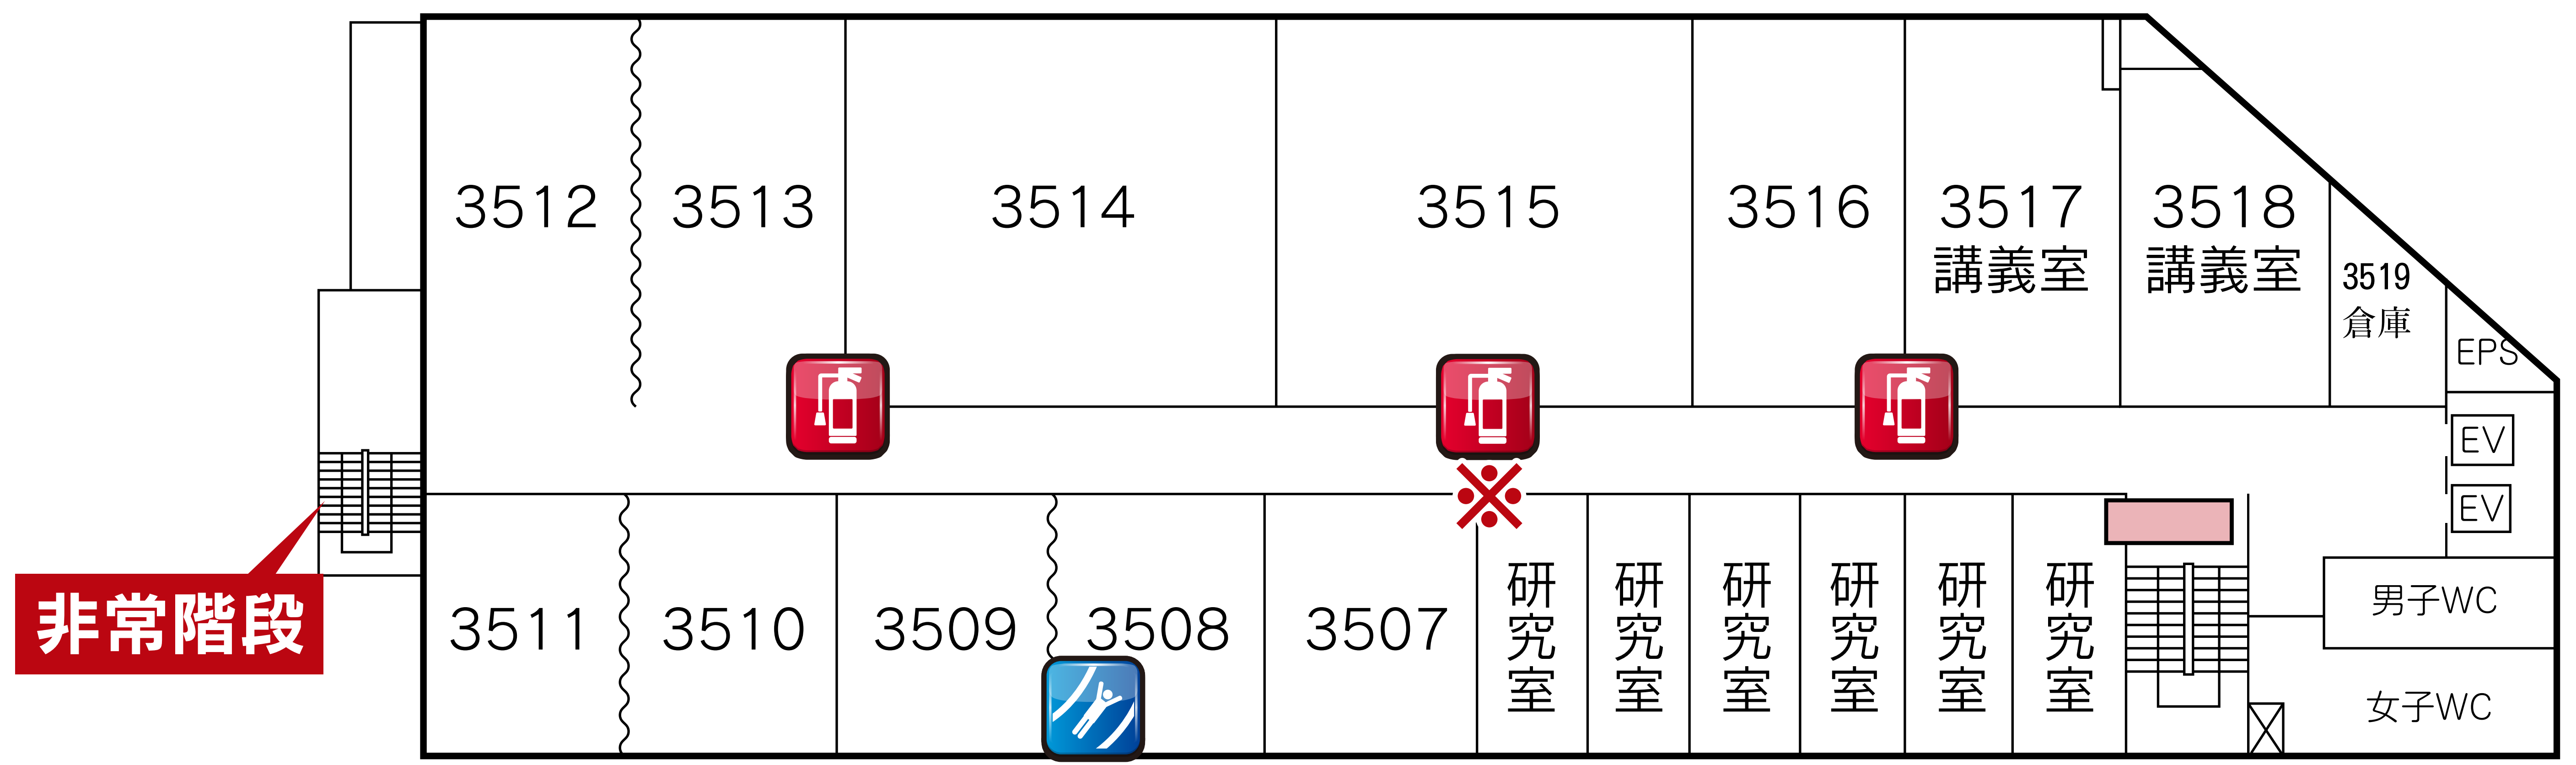 3512
3513
3514
3515
3516
3517
講義室
3518
講義室
3519
倉庫
EPS
EV
EV
※
非常階段
3511
3510
3509
3508
3507
研究室
研究室
研究室
研究室
研究室
研究室
男子WC
女子WC